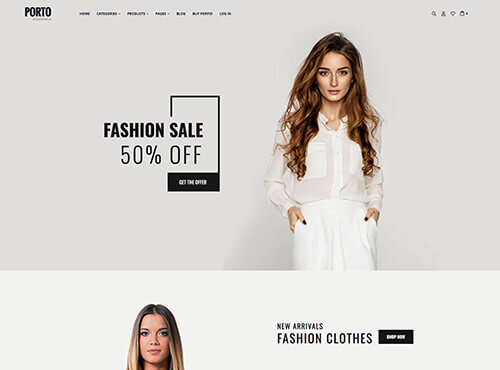 PORTO
HOME CATEGORIES PRODUCTS PAGES BLOG BUY PORTO! LOG IN
FASHION SALE
50% OFF
GET THE OFFER
NEW ARRIVALS
FASHION CLOTHES
SHOP NOW